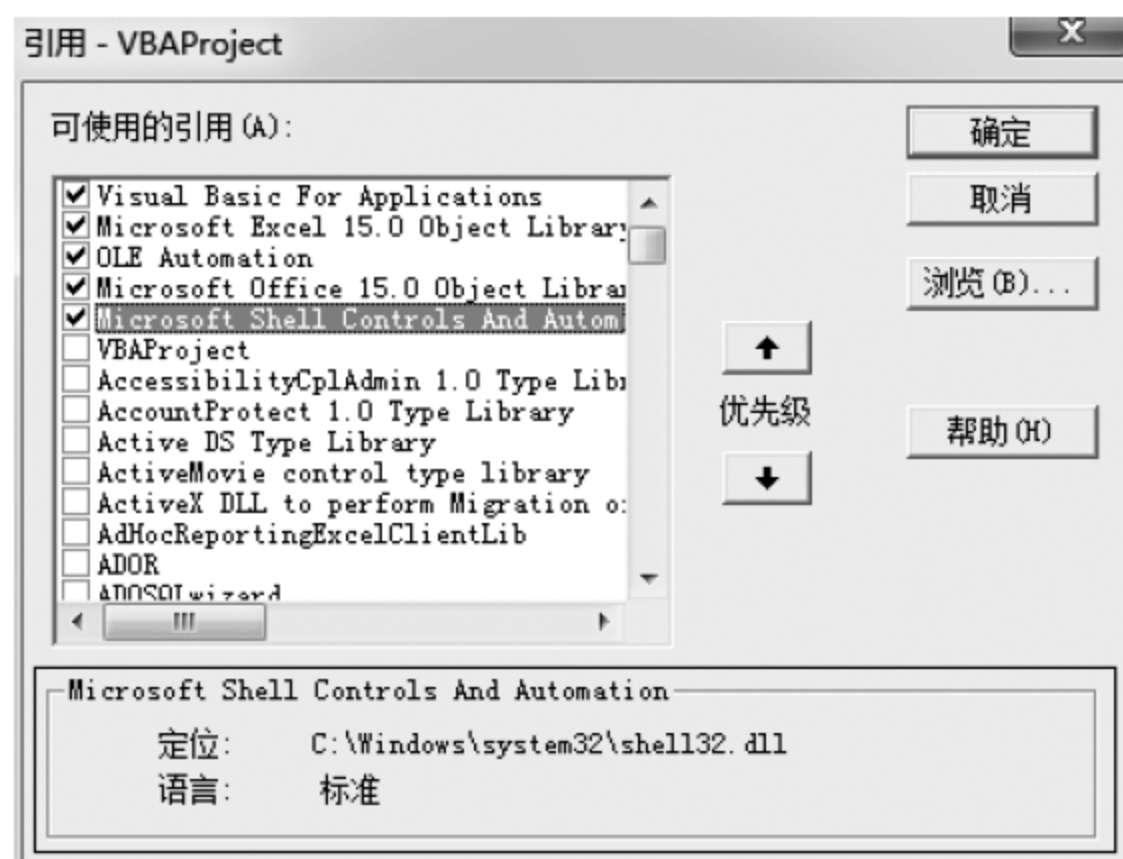 引用 - VBAProject
可使用的引用(A):
Visual Basic For Applications
Microsoft Excel 15.0 Object Library
OLE Automation
Microsoft Office 15.0 Object Librar
Microsoft Shell Controls And Autom
VBAProject
AccessibilityCplAdmin 1.0 Type Libr
AccountProtect 1.0 Type Library
Active DS Type Library
ActiveMovie control type library
ActiveX DLL to perform Migration o
AdHocReportingExcelClientLib
ADOR
ADOSQLwizard
确定
取消
浏览(B)...
优先级
帮助(H)
Microsoft Shell Controls And Automation
定位: C:\Windows\system32\shell32.dll
语言: 标准